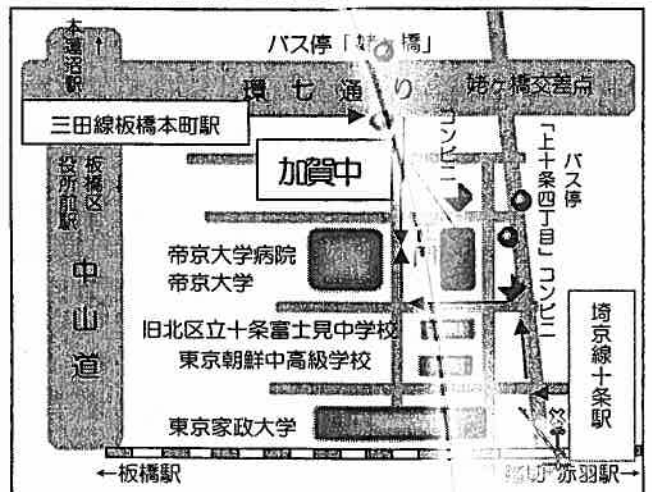 本蓮沼駅
↑
バス停「姥ヶ橋」
環七通り
姥ヶ橋交差点
三田線板橋本町駅
コンビニ
加賀中
バス停
「上十条四丁目」
コンビニ
板橋区
役所前駅
中山道
帝京大学病院
帝京大学
旧北区立十条富士見中学校
東京朝鮮中高級学校
埼京線十条駅
東京家政大学
←板橋駅
踏切
赤羽駅→